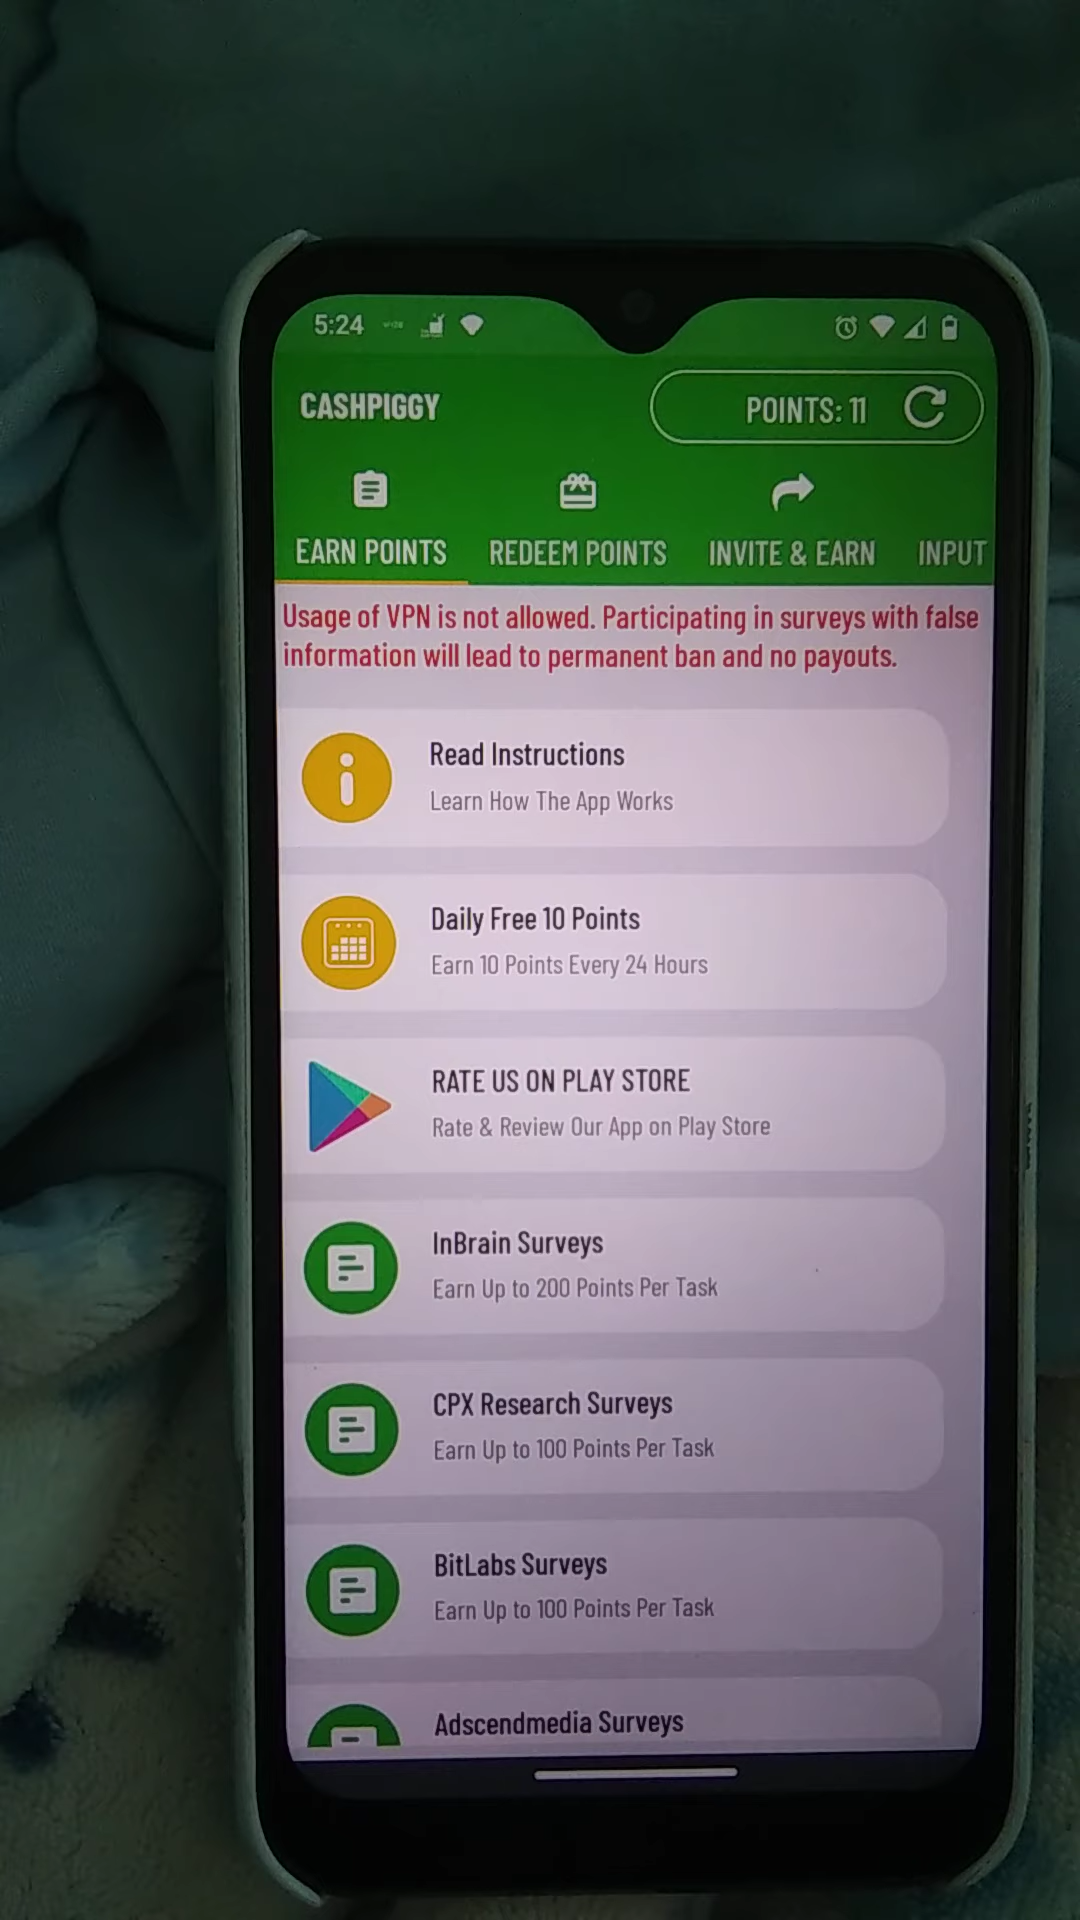 5:24
CASHPIGGY
POINTS: 11
EARN POINTS
REDEEM POINTS
INVITE & EARN
INPUT
Usage of VPN is not allowed. Participating in surveys with false
information will lead to permanent ban and no payouts.
Read Instructions
Learn How The App Works
Daily Free 10 Points
Earn 10 Points Every 24 Hours
RATE US ON PLAY STORE
Rate & Review Our App on Play Store
InBrain Surveys
Earn Up to 200 Points Per Task
CPX Research Surveys
Earn Up to 100 Points Per Task
BitLabs Surveys
Earn Up to 100 Points Per Task
Adscendmedia Surveys